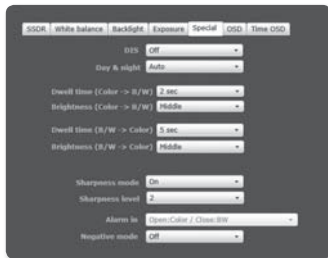 SSDR White balance Backlight Exposure Special OSD Time OSD
DIS Off
Day & night Auto
Dwell time (Color -> B/W) 2 sec
Brightness (Color -> B/W) Middle
Dwell time (B/W -> Color) 5 sec
Brightness (B/W -> Color) Middle
Sharpness mode On
Sharpness level 2
Alarm in Open:Color / Close:BW
Negative mode Off